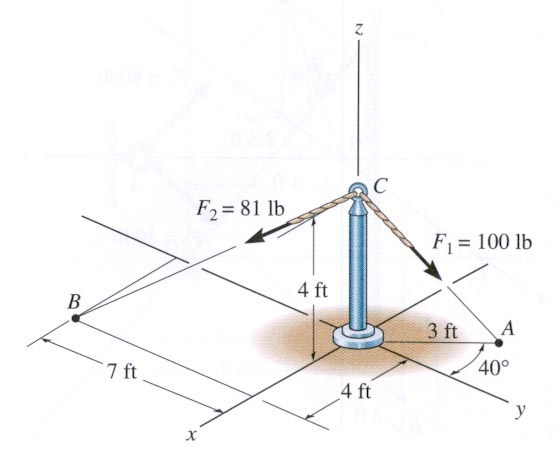 z
C
F₂ = 81 lb
F₁ = 100 lb
4 ft
B
3 ft
A
40°
7 ft
4 ft
y
x